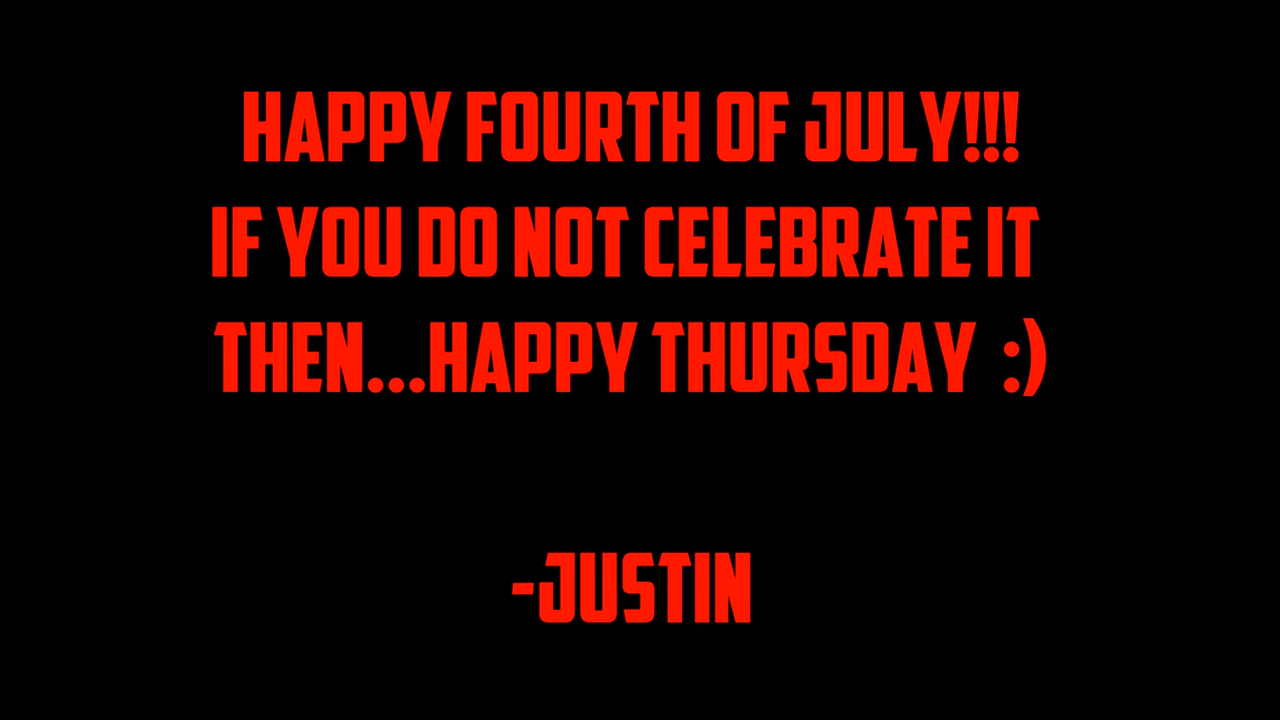 HAPPY FOURTH OF JULY!!!
IF YOU DO NOT CELEBRATE IT
THEN...HAPPY THURSDAY :)
-JUSTIN